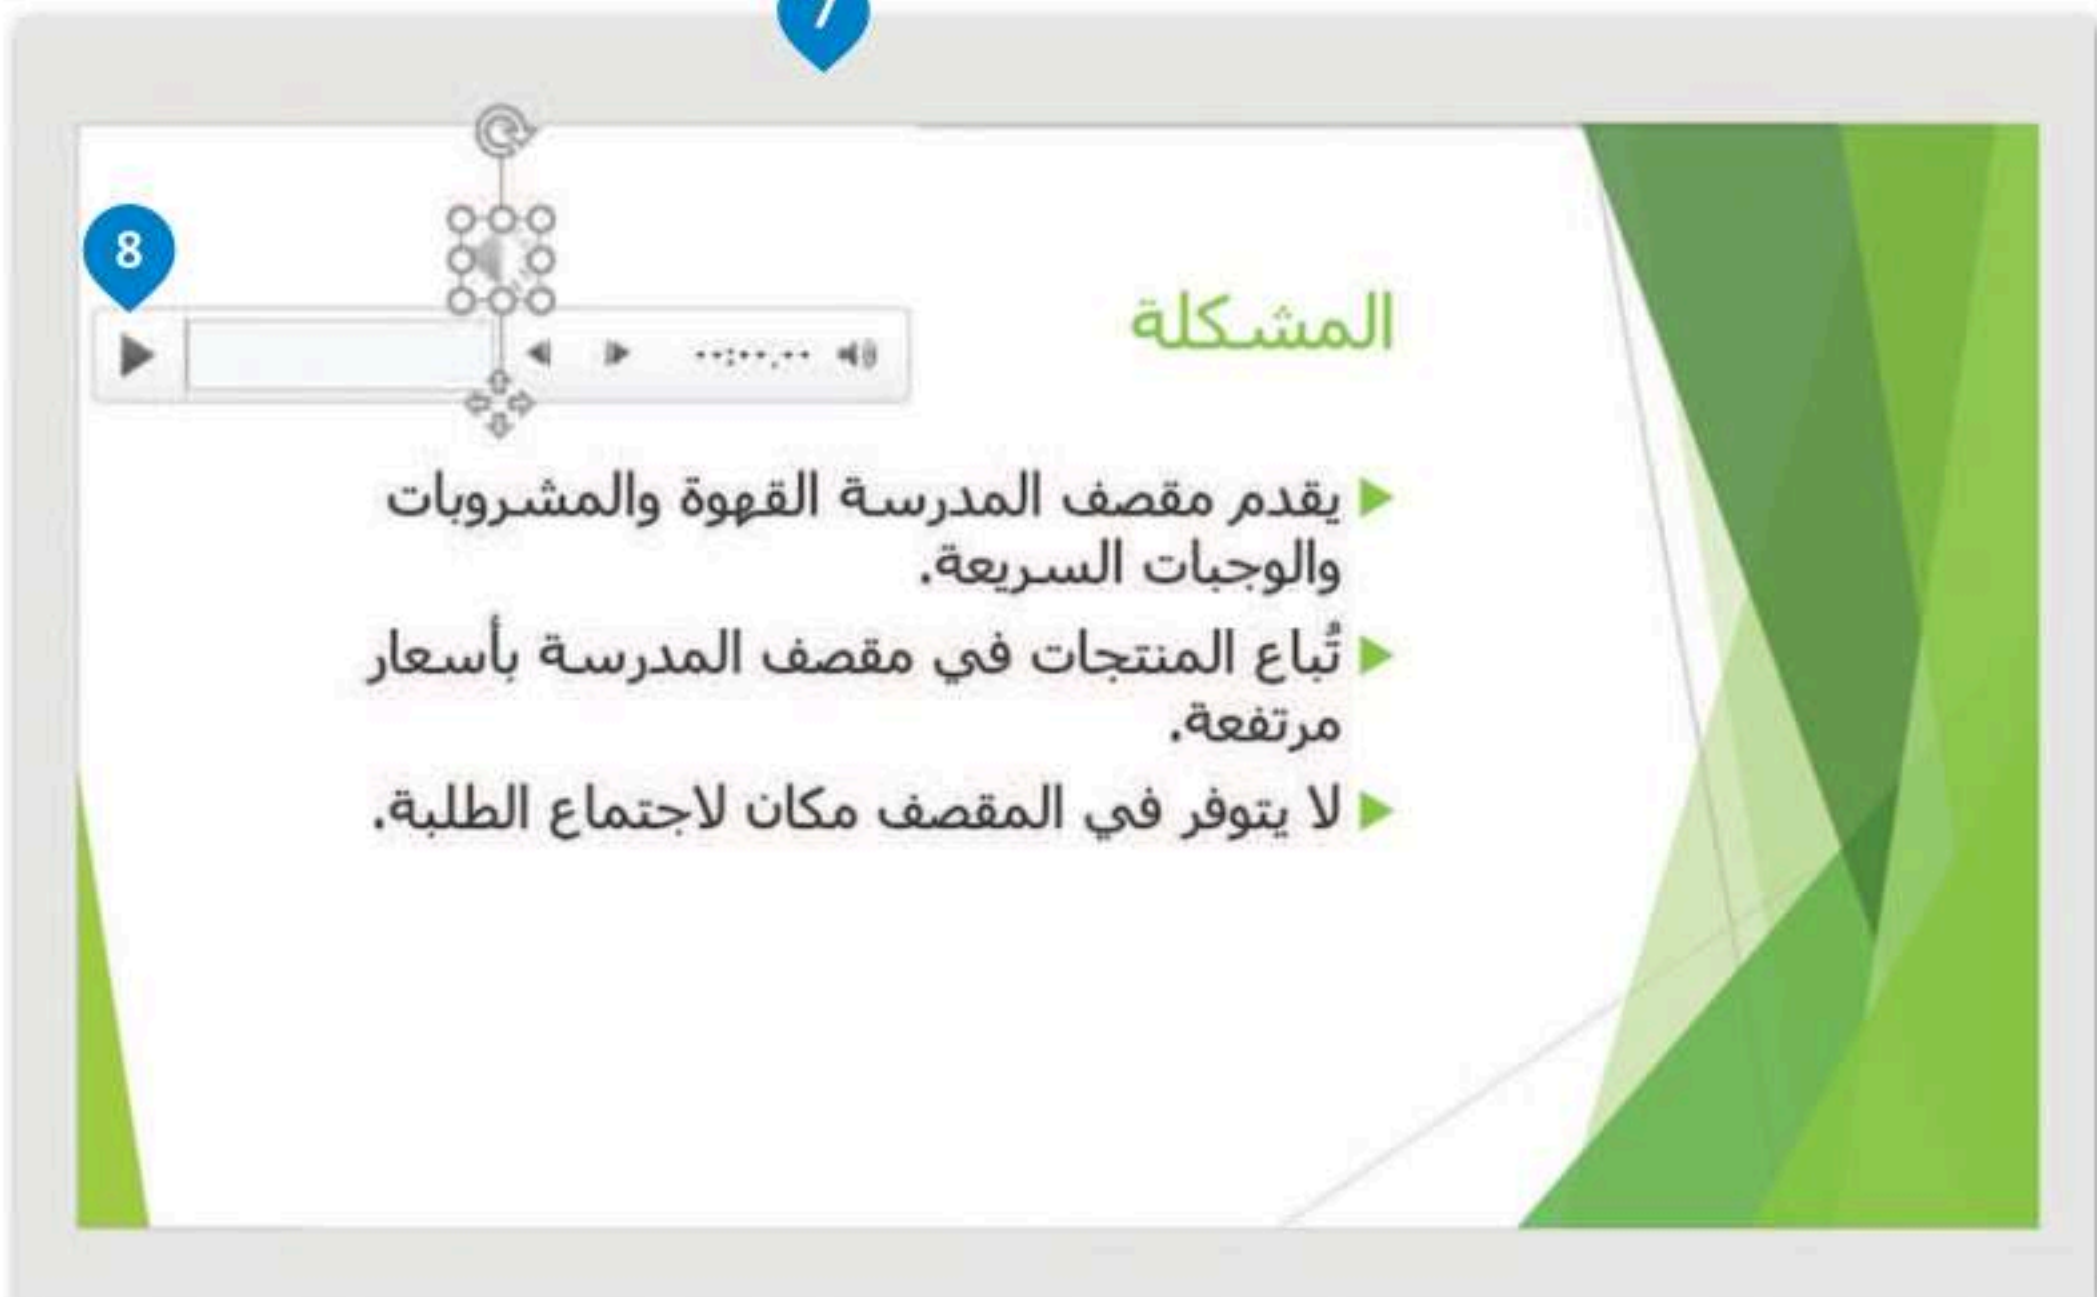 7
8
المشكلة
يقدم مقصف المدرسة القهوة والمشروبات
والوجبات السريعة.
تُباع المنتجات في مقصف المدرسة بأسعار
مرتفعة.
لا يتوفر في المقصف مكان لاجتماع الطلبة.